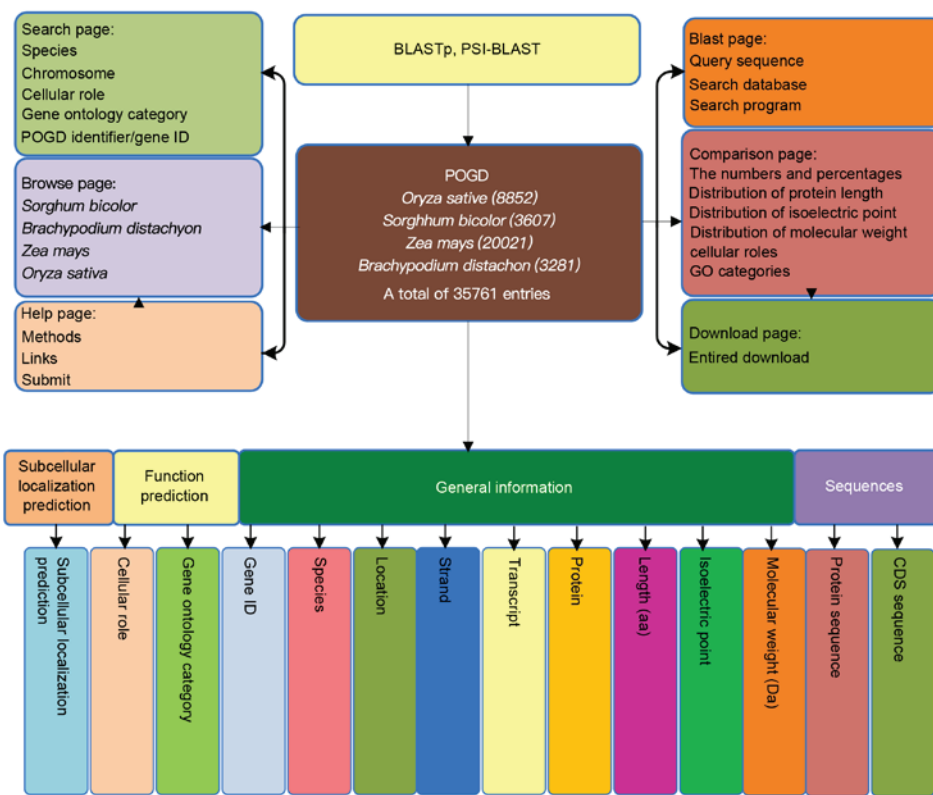 Search page:
Species
Chromosome
Cellular role
Gene ontology category
POGD identifier/gene ID
BLASTp, PSI-BLAST
Blast page:
Query sequence
Search database
Search program
Browse page:
Sorghum bicolor
Brachypodium distachyon
Zea mays
Oryza sativa
POGD
Oryza sative (8852)
Sorghhum bicolor (3607)
Zea mays (20021)
Brachypodium distachon (3281)
A total of 35761 entries
Comparison page:
The numbers and percentages
Distribution of protein length
Distribution of isoelectric point
Distribution of molecular weight
cellular roles
GO categories
Help page:
Methods
Links
Submit
Download page:
Entired download
Subcellular
localization
prediction
Function
prediction
General information
Sequences
Subcellular localization
prediction
Cellular role
Gene ontology category
Gene ID
Species
Location
Strand
Transcript
Protein
Length (aa)
Isoelectric point
Molecular weight (Da)
Protein sequence
CDS sequence